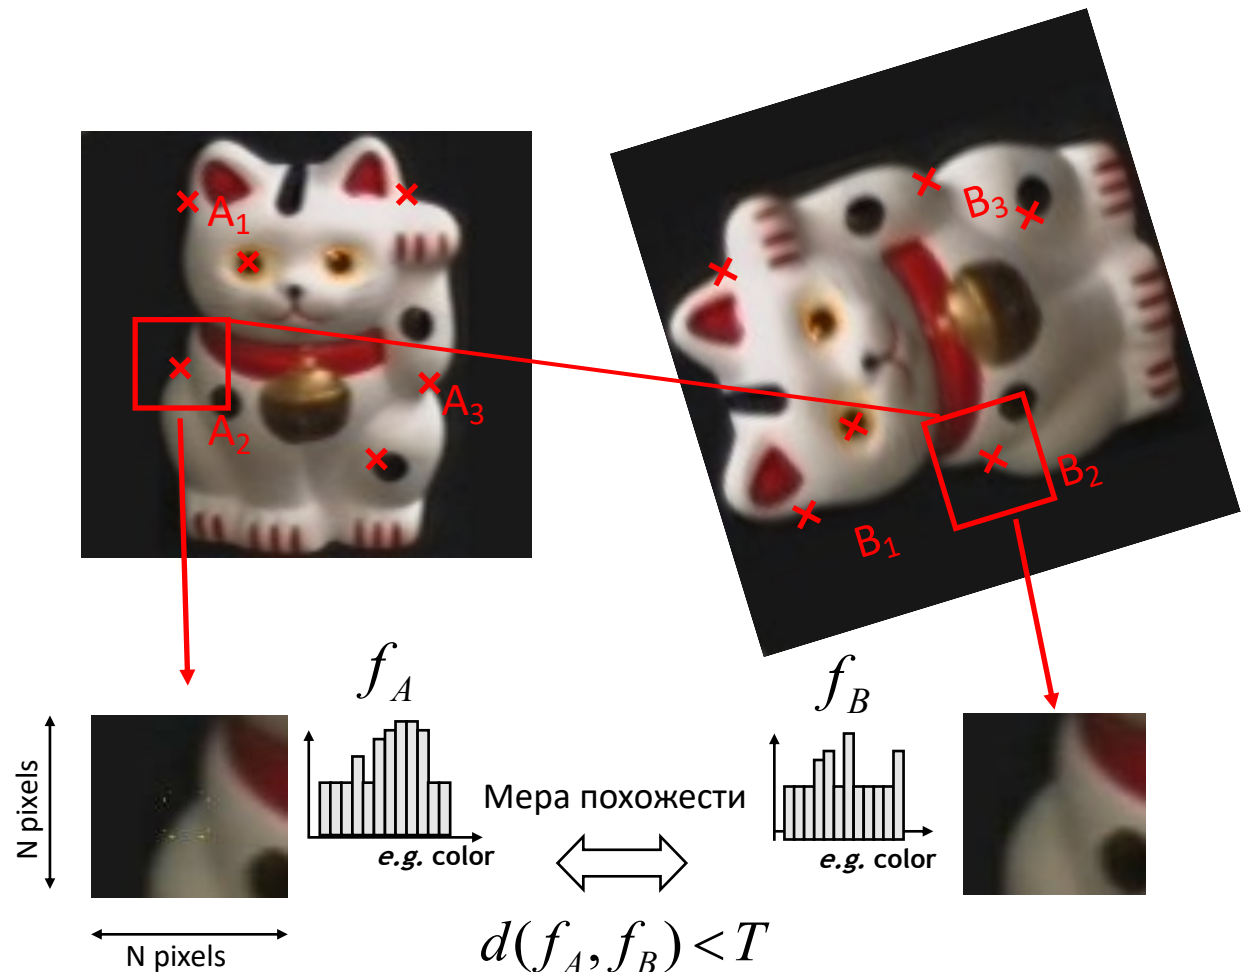 A₁
A₂
A₃
B₃
B₂
B₁
f_A
f_B
N pixels
Мера похожести
e.g. color
e.g. color
N pixels
d(f_A, f_B) < T